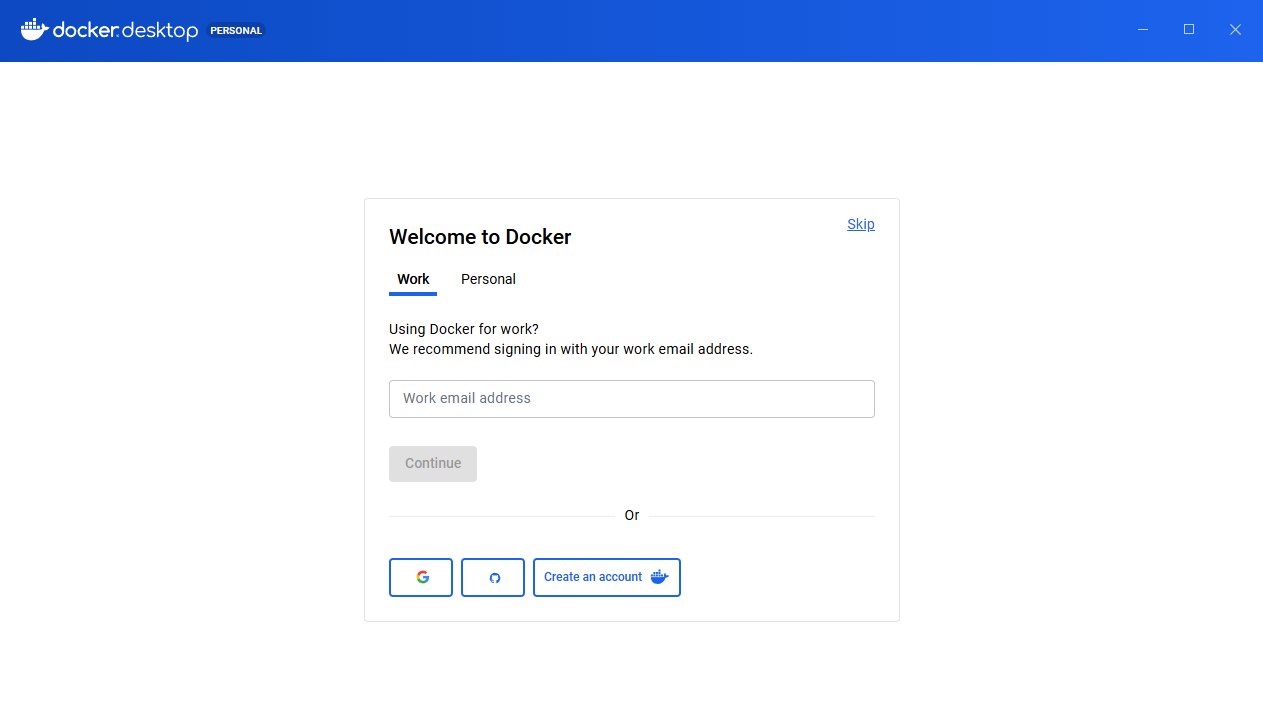 docker desktop PERSONAL
Skip
Welcome to Docker
Work Personal
Using Docker for work?
We recommend signing in with your work email address.
Work email address
Continue
Or
Create an account